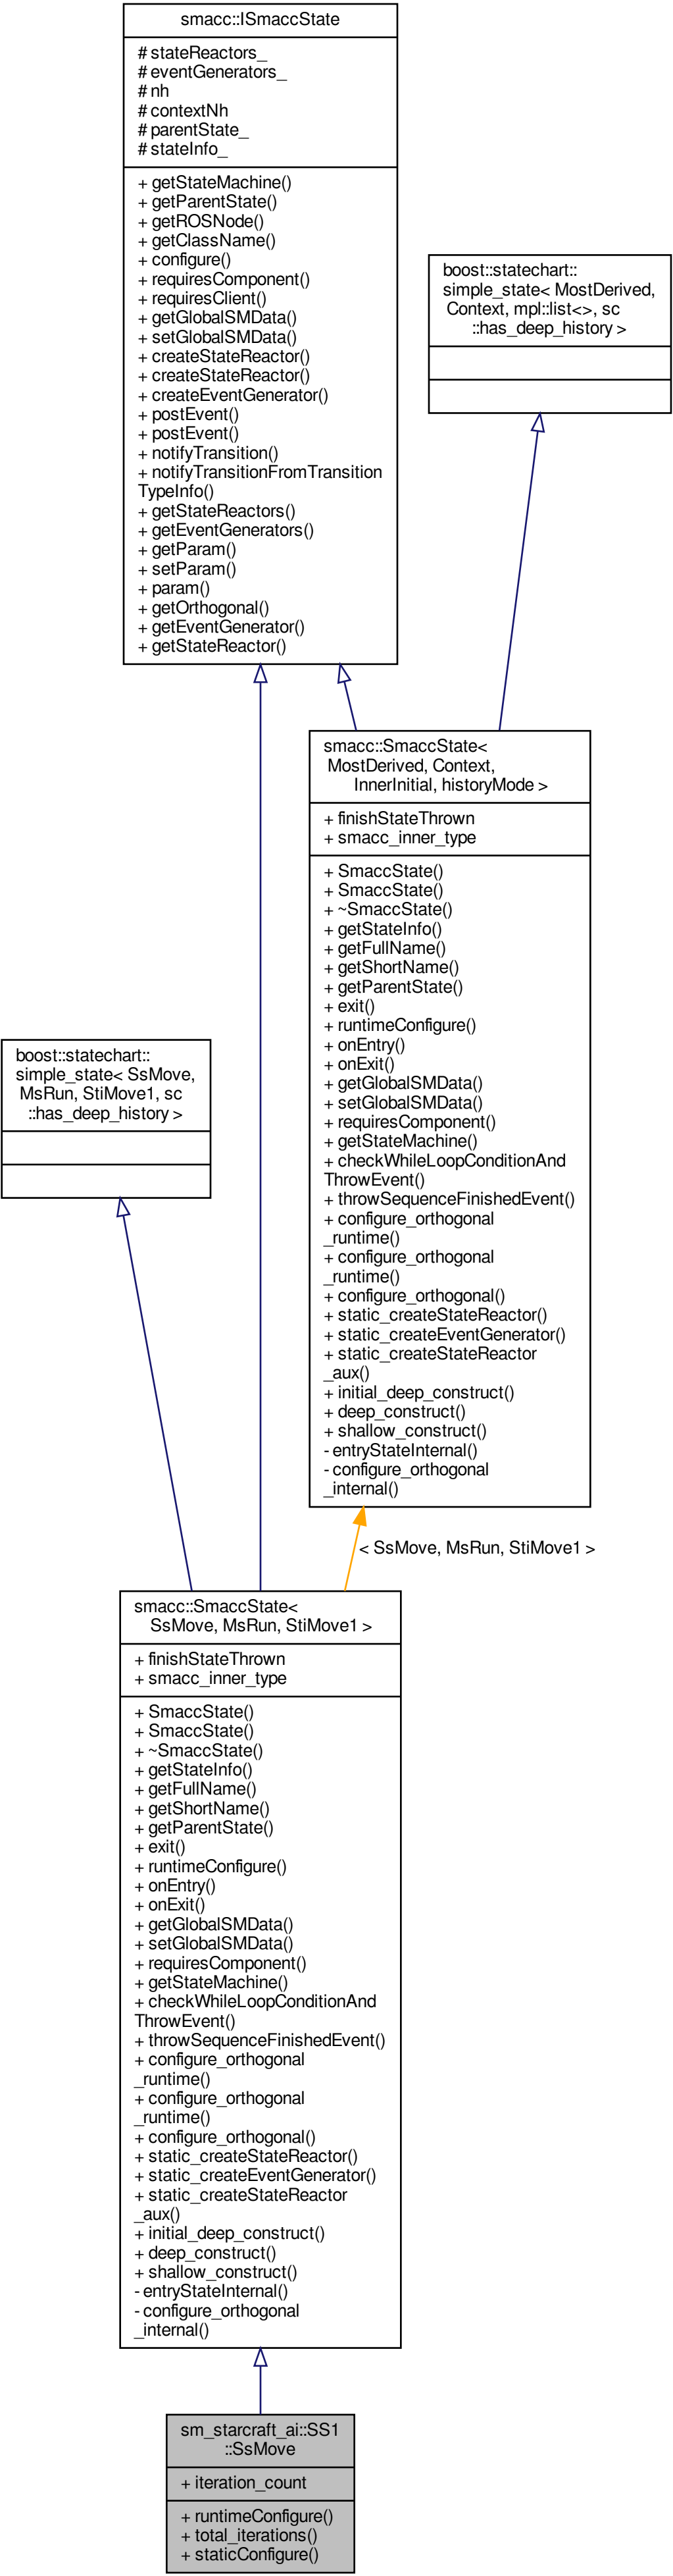 smacc::ISmaccState
# stateReactors_
# eventGenerators_
# nh
# contextNh
# parentState_
# stateInfo_
+ getStateMachine()
+ getParentState()
+ getROSNode()
+ getClassName()
+ configure()
+ requiresComponent()
+ requiresClient()
+ getGlobalSMData()
+ setGlobalSMData()
+ createStateReactor()
+ createStateReactor()
+ createEventGenerator()
+ postEvent()
+ postEvent()
+ notifyTransition()
+ notifyTransitionFromTransition
TypeInfo()
+ getStateReactors()
+ getEventGenerators()
+ getParam()
+ setParam()
+ param()
+ getOrthogonal()
+ getEventGenerator()
+ getStateReactor()
boost::statechart::
simple_state< MostDerived,
Context, mpl::list<>, sc
::has_deep_history >
smacc::SmaccState<
MostDerived, Context,
InnerInitial, historyMode >
+ finishStateThrown
+ smacc_inner_type
+ SmaccState()
+ SmaccState()
+ ~SmaccState()
+ getStateInfo()
+ getFullName()
+ getShortName()
+ getParentState()
+ exit()
+ runtimeConfigure()
+ onEntry()
+ onExit()
+ getGlobalSMData()
+ setGlobalSMData()
+ requiresComponent()
+ getStateMachine()
+ checkWhileLoopConditionAnd
ThrowEvent()
+ throwSequenceFinishedEvent()
+ configure_orthogonal
_runtime()
+ configure_orthogonal
_runtime()
+ configure_orthogonal()
+ static_createStateReactor()
+ static_createEventGenerator()
+ static_createStateReactor
_aux()
+ initial_deep_construct()
+ deep_construct()
+ shallow_construct()
- entryStateInternal()
- configure_orthogonal
_internal()
boost::statechart::
simple_state< SsMove,
MsRun, StiMove1, sc
::has_deep_history >
< SsMove, MsRun, StiMove1 >
smacc::SmaccState<
SsMove, MsRun, StiMove1 >
+ finishStateThrown
+ smacc_inner_type
+ SmaccState()
+ SmaccState()
+ ~SmaccState()
+ getStateInfo()
+ getFullName()
+ getShortName()
+ getParentState()
+ exit()
+ runtimeConfigure()
+ onEntry()
+ onExit()
+ getGlobalSMData()
+ setGlobalSMData()
+ requiresComponent()
+ getStateMachine()
+ checkWhileLoopConditionAnd
ThrowEvent()
+ throwSequenceFinishedEvent()
+ configure_orthogonal
_runtime()
+ configure_orthogonal
_runtime()
+ configure_orthogonal()
+ static_createStateReactor()
+ static_createEventGenerator()
+ static_createStateReactor
_aux()
+ initial_deep_construct()
+ deep_construct()
+ shallow_construct()
- entryStateInternal()
- configure_orthogonal
_internal()
sm_starcraft_ai::SS1
::SsMove
+ iteration_count
+ runtimeConfigure()
+ total_iterations()
+ staticConfigure()